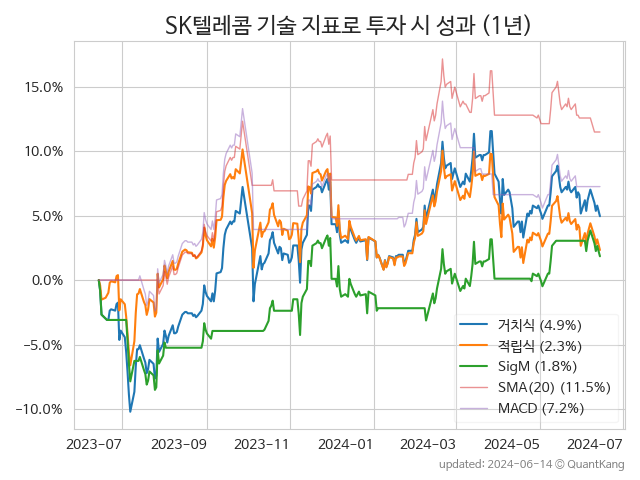 SK텔레콤 기술 지표로 투자 시 성과 (1년)
15.0%
10.0%
5.0%
0.0%
−5.0%
−10.0%
거치식 (4.9%)
적립식 (2.3%)
SigM (1.8%)
SMA(20) (11.5%)
MACD (7.2%)
2023-07 2023-09 2023-11 2024-01 2024-03 2024-05 2024-07
updated: 2024-06-14 © QuantKang